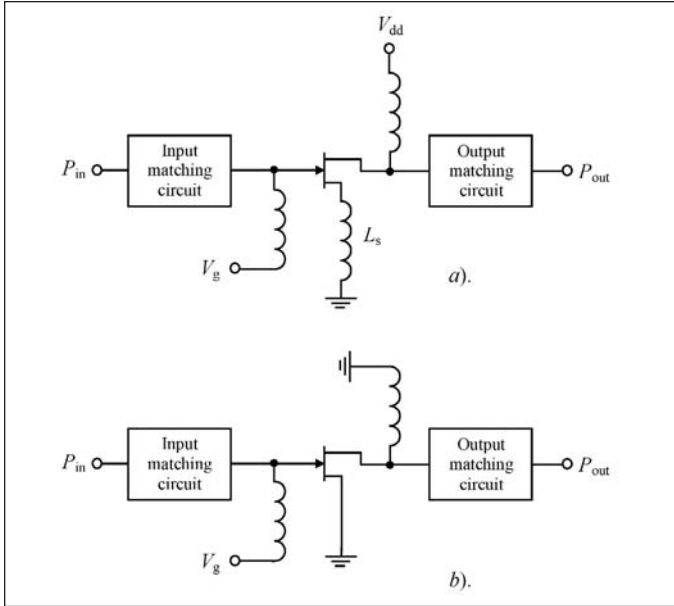 V_dd
Input
matching
circuit
Output
matching
circuit
P_in
P_out
L_s
V_g
a).
Input
matching
circuit
Output
matching
circuit
P_in
P_out
V_g
b).